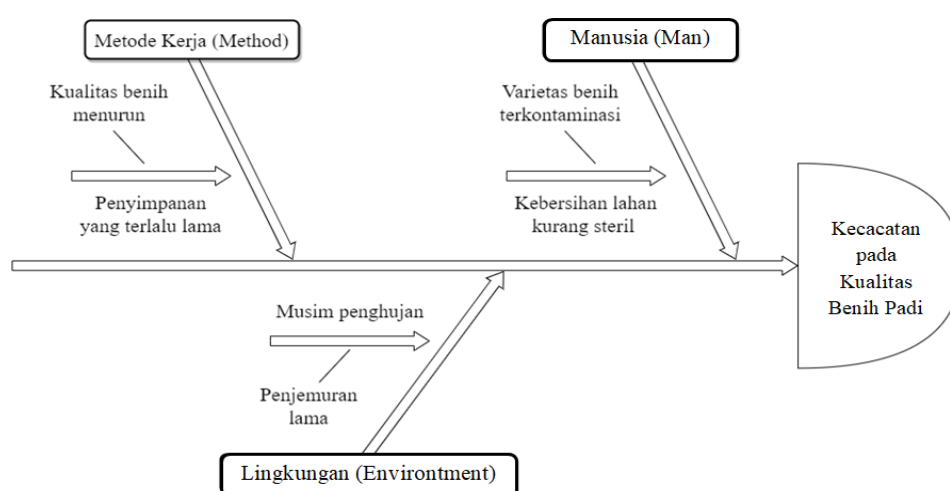 Metode Kerja (Method)
Manusia (Man)
Kualitas benih
menurun
Penyimpanan
yang terlalu lama
Varietas benih
terkontaminasi
Kebersihan lahan
kurang steril
Kecacatan
pada
Kualitas
Benih Padi
Musim penghujan
Penjemuran
lama
Lingkungan (Environtment)